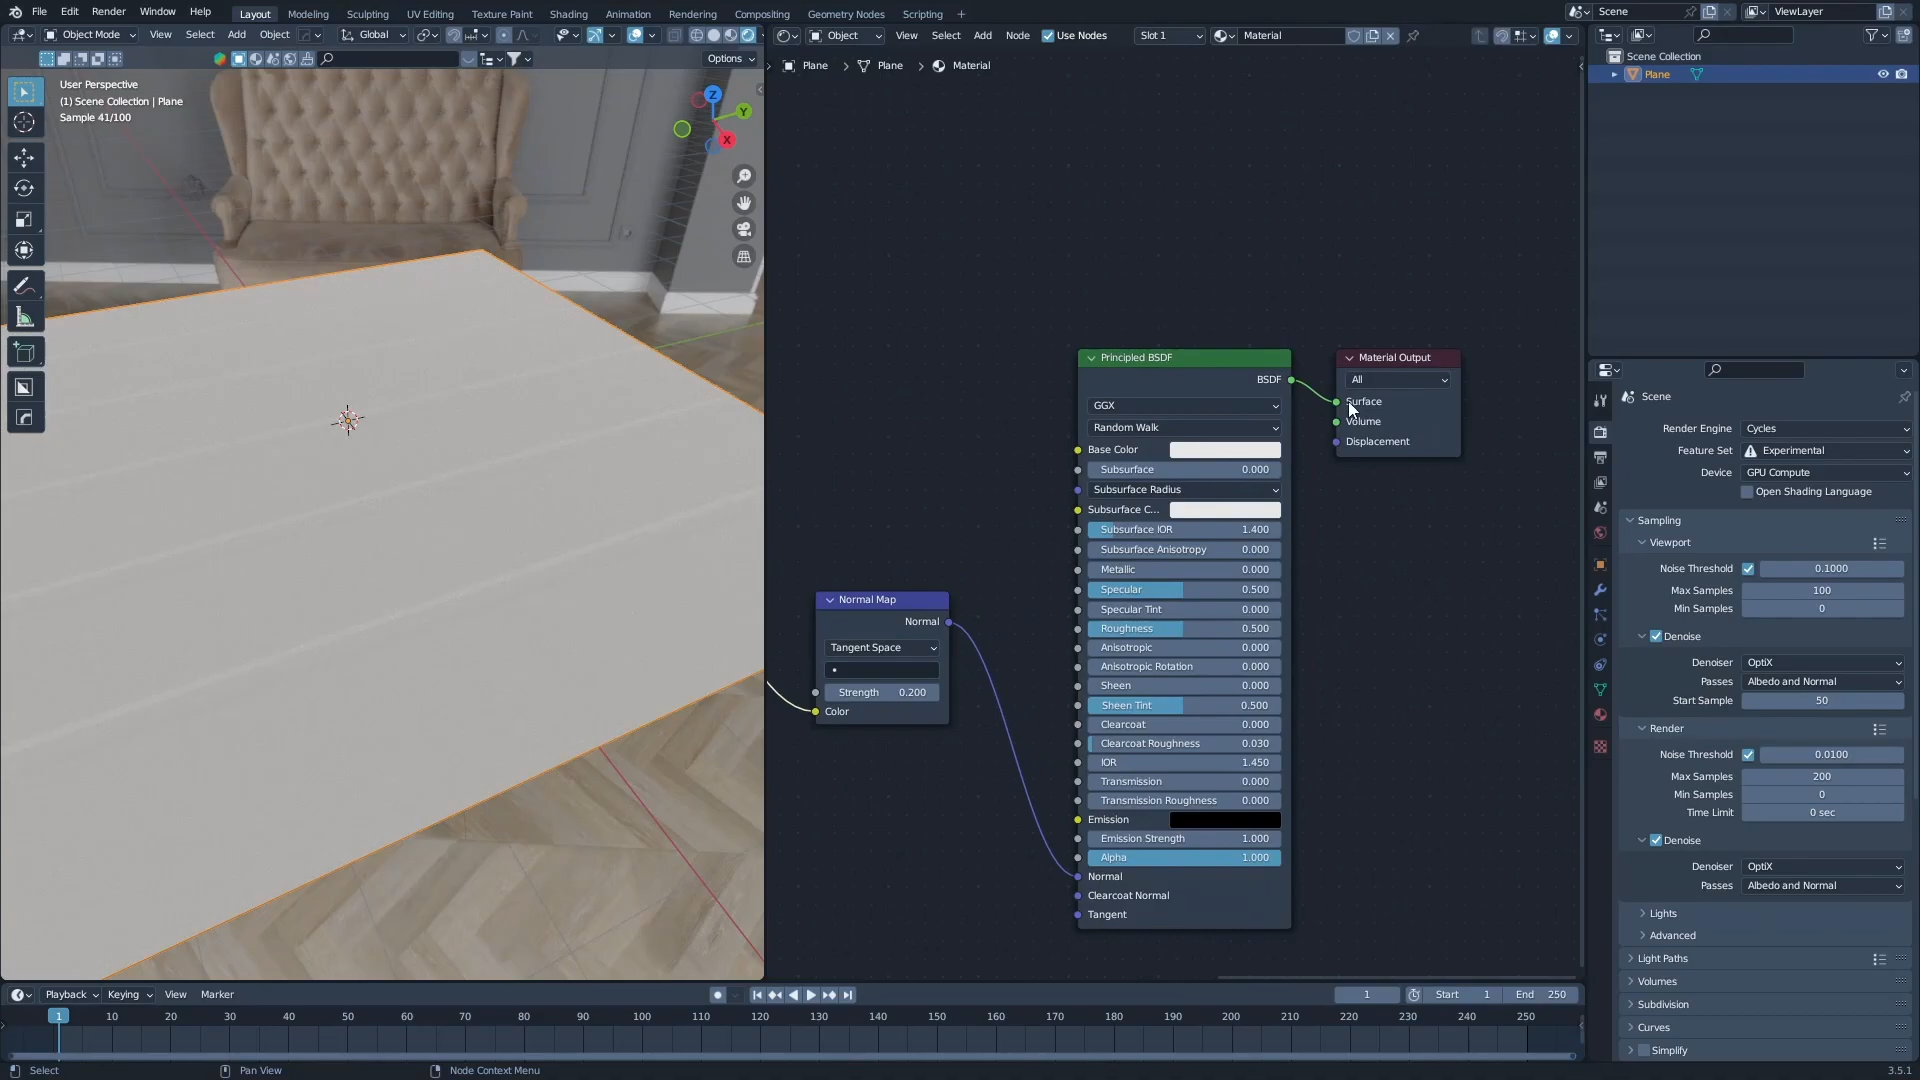 File Edit Render Window Help Layout Modeling Sculpting UV Editing Texture Paint Shading Animation Rendering Compositing Geometry Nodes Scripting + Scene ViewLayer
Object Mode View Select Add Object Global Object View Select Add Node Use Nodes Slot 1 Material
Options
User Perspective
(1) Scene Collection | Plane
Sample 41/100
Z
Y
X
Plane > Plane > Material
Scene Collection
Plane
Principled BSDF
BSDF
GGX
Random Walk
Base Color
Subsurface 0.000
Subsurface Radius
Subsurface C...
Subsurface IOR 1.400
Subsurface Anisotropy 0.000
Metallic 0.000
Specular 0.500
Specular Tint 0.000
Roughness 0.500
Anisotropic 0.000
Anisotropic Rotation 0.000
Sheen 0.000
Sheen Tint 0.500
Clearcoat 0.000
Clearcoat Roughness 0.030
IOR 1.450
Transmission 0.000
Transmission Roughness 0.000
Emission
Emission Strength 1.000
Alpha 1.000
Normal
Clearcoat Normal
Tangent
Material Output
All
Surface
Volume
Displacement
Normal Map
Normal
Tangent Space
Strength 0.200
Color
Scene
Render Engine Cycles
Feature Set Experimental
Device GPU Compute
Open Shading Language
Sampling
Viewport
Noise Threshold 0.1000
Max Samples 100
Min Samples 0
Denoise
Denoiser OptiX
Passes Albedo and Normal
Start Sample 50
Render
Noise Threshold 0.0100
Max Samples 200
Min Samples 0
Time Limit 0 sec
Denoise
Denoiser OptiX
Passes Albedo and Normal
Lights
Advanced
Light Paths
Volumes
Subdivision
Curves
Simplify
Playback Keying View Marker 1 Start 1 End 250
1 10 20 30 40 50 60 70 80 90 100 110 120 130 140 150 160 170 180 190 200 210 220 230 240 250
Select Pan View Node Context Menu 3.5.1